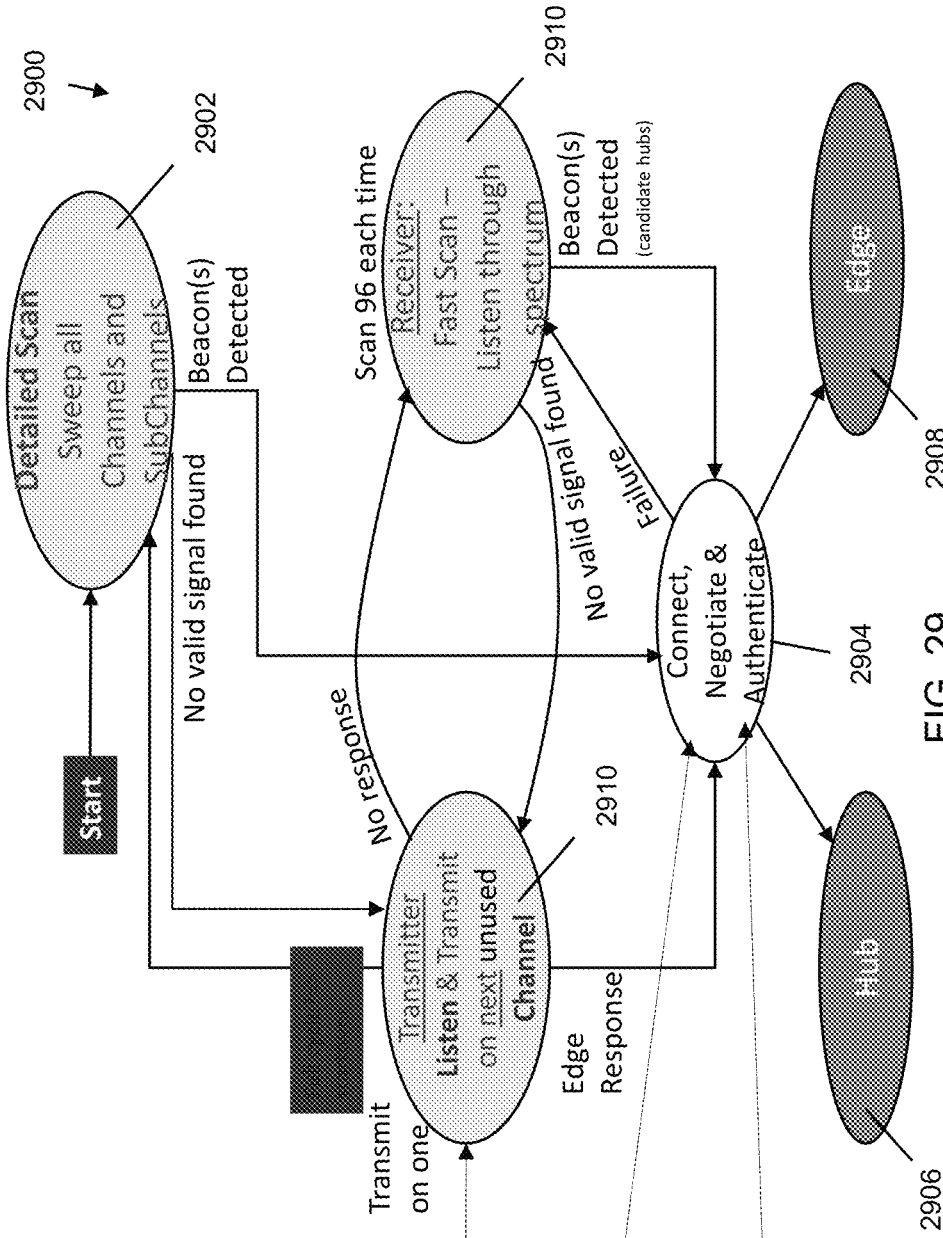 2900
Start
Detailed Scan
Sweep all
Channels and
SubChannels
2902
No valid signal found
Beacon(s)
Detected
Transmit
on one
Transmitter
Listen & Transmit
on next unused
Channel
2910
No response
Scan 96 each time
Receiver:
Fast Scan –
Listen through
spectrum
2910
No valid signal found
Failure
Beacon(s)
Detected
(candidate hubs)
Edge
Response
Connect,
Negotiate &
Authenticate
2904
Hub
2906
Edge
2908
FIG. 29